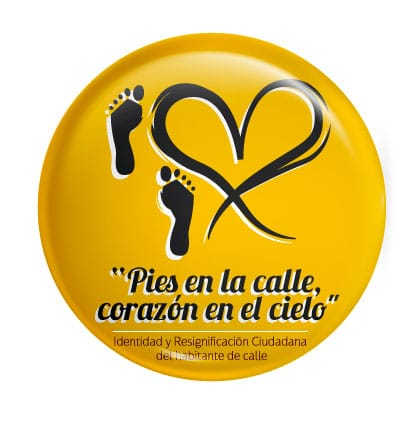 "Pies en la calle,
corazón en el cielo"
Identidad y Resignificación Ciudadana
del habitante de calle